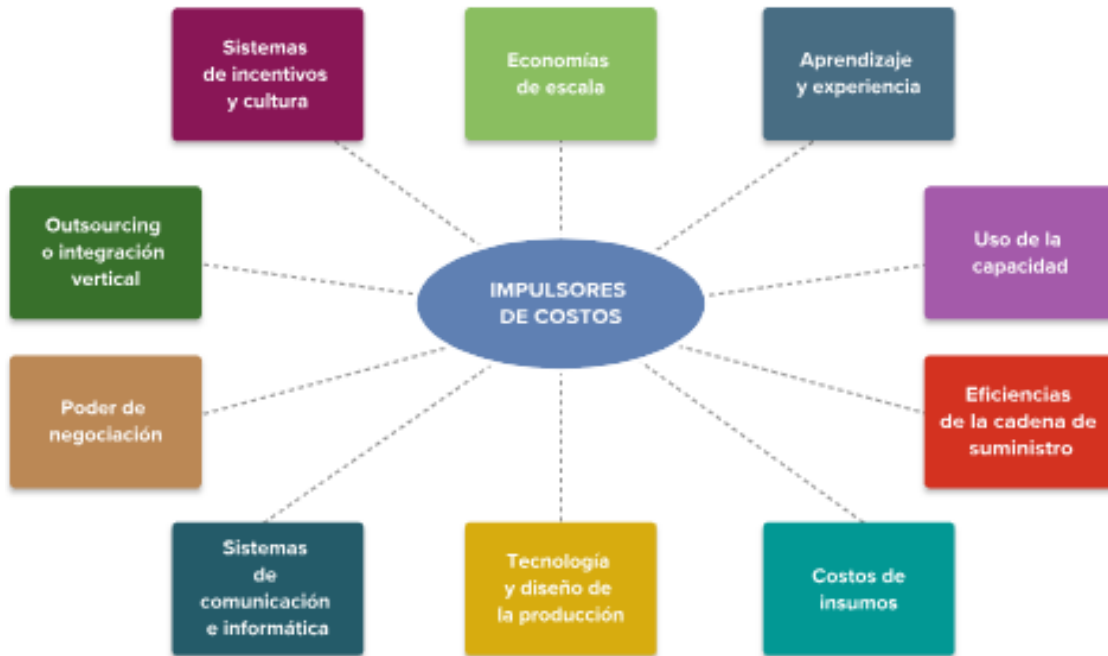 Sistemas
de incentivos
y cultura
Economías
de escala
Aprendizaje
y experiencia
Outsourcing
o integración
vertical
IMPULSORES
DE COSTOS
Uso de la
capacidad
Poder de
negociación
Eficiencias
de la cadena de
suministro
Sistemas
de
comunicación
e informática
Tecnología
y diseño de
la producción
Costos de
insumos